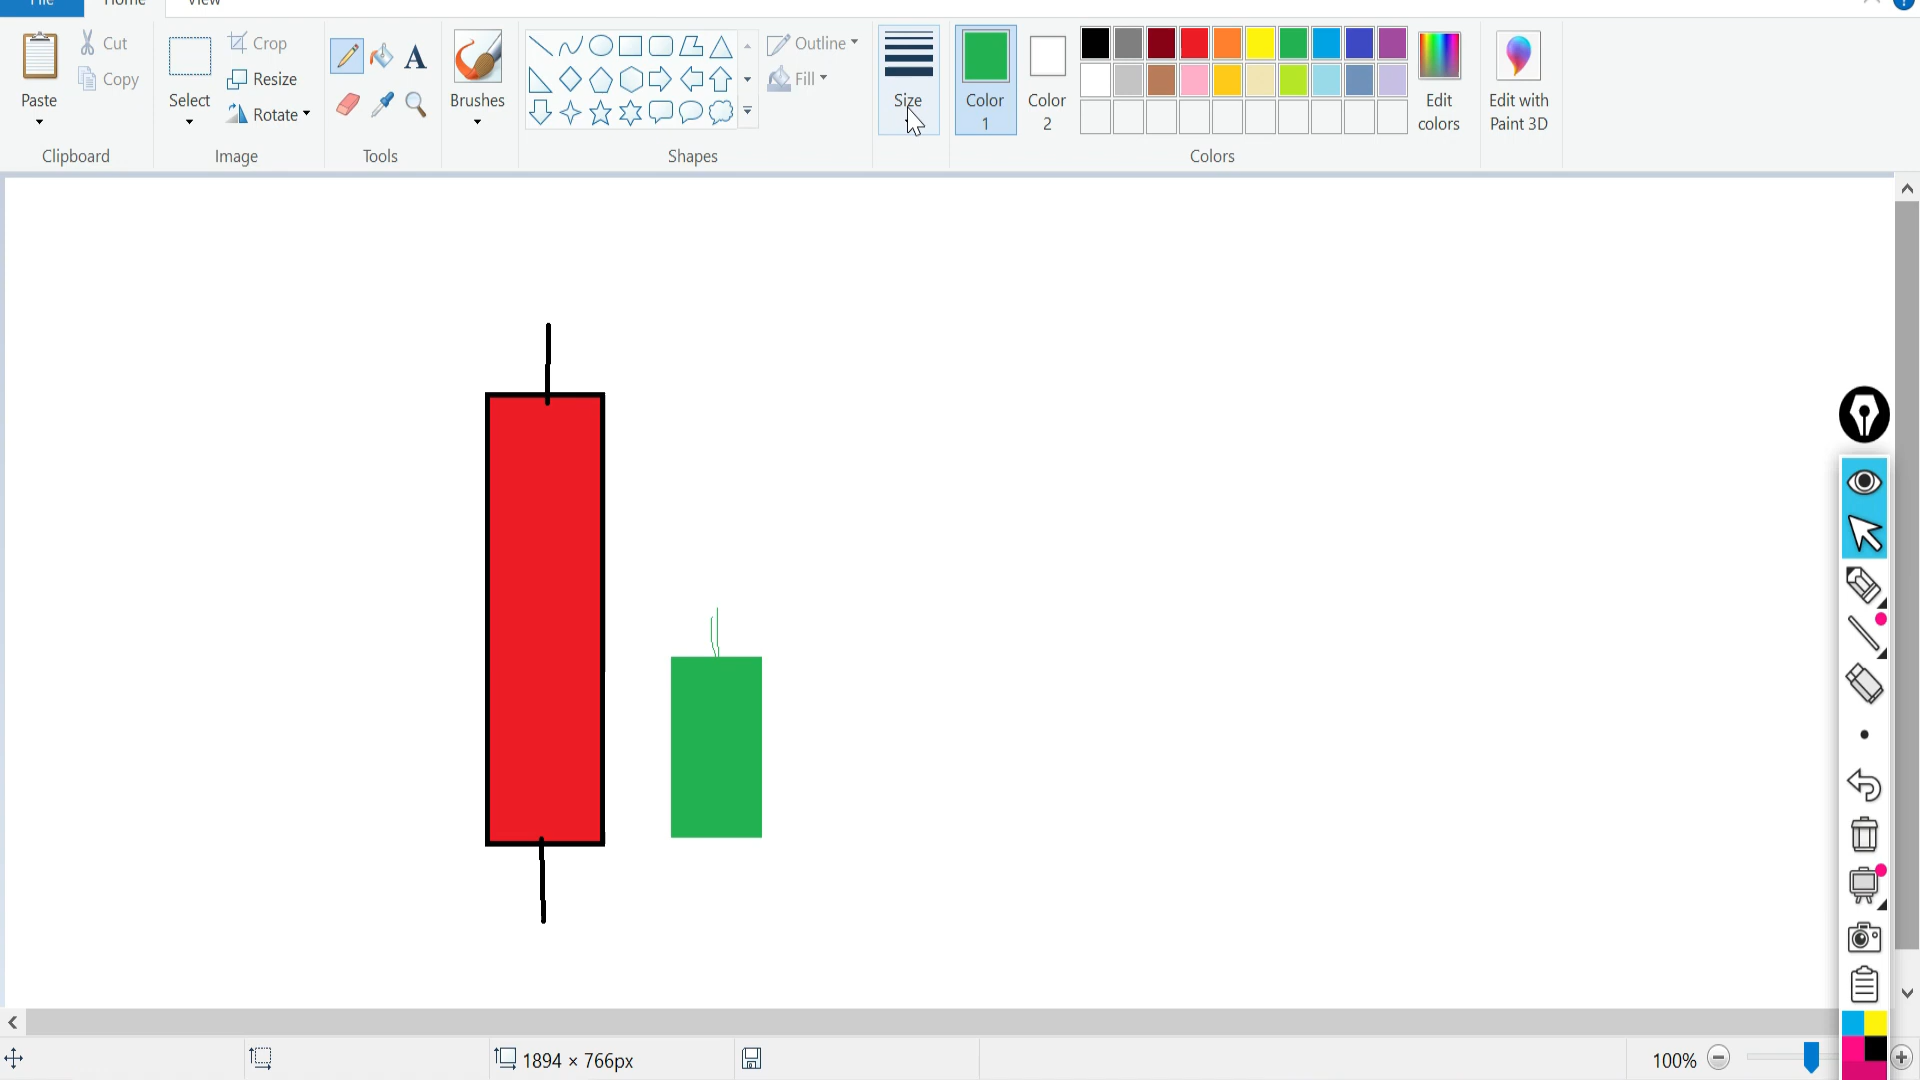 File Home View
Paste
Cut
Copy
Clipboard
Select
Crop
Resize
Rotate
Image
Tools
Brushes
Shapes
Outline
Fill
Size
Color
1
Color
2
Colors
Edit
colors
Edit with
Paint 3D
1894 × 766px
100%